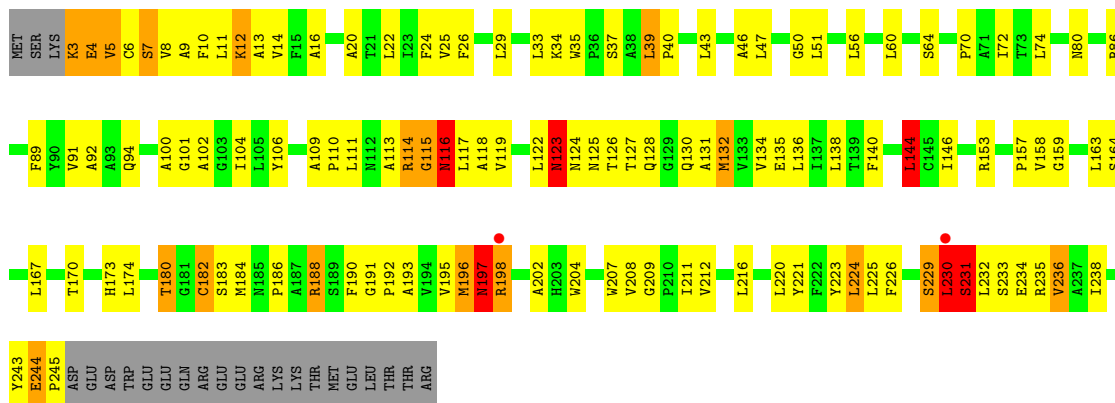 MET SER LYS K3 E4 V5 C6 S7 V8 A9 F10 L11 K12 A13 V14 F15 A16 A20 T21 L22 I23 F24 V25 F26 L29 L33 K34 W35 P36 S37 A38 L39 P40 L43 A46 L47 G50 L51 L56 L60 S64 P70 A71 I72 T73 L74 N80
F89 Y90 V91 A92 A93 Q94 A100 G101 A102 G103 I104 L105 Y106 A109 P110 L111 N112 A113 R114 G115 N116 L117 A118 V119 L122 N123 N124 N125 T126 T127 Q128 G129 Q130 A131 M132 V133 V134 E135 L136 I137 L138 T139 F140 L144 C145 I146 R153 P157 V158 G159 L163
L167 T170 H173 L174 T180 G181 C182 S183 M184 N185 P186 A187 R188 S189 F190 G191 P192 A193 V194 V195 M196 N197 R198 A202 H203 W204 W207 V208 G209 P210 I211 V212 L216 L220 Y221 F222 Y223 L224 L225 F226 S229 L230 S231 L232 S233 E234 R235 V236 A237 I238
Y243 E244 P245 ASP GLU ASP TRP GLU GLU GLN ARG GLU GLU ARG LYS LYS THR MET GLU LEU THR THR ARG